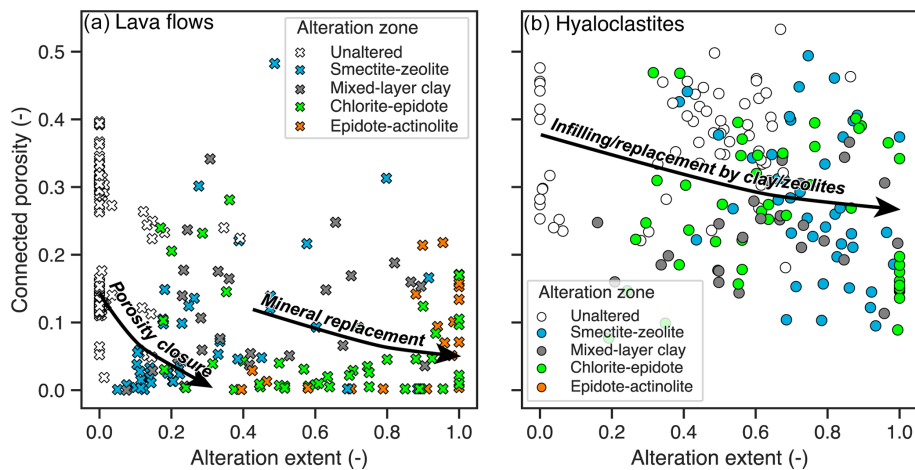 (a) Lava flows
Alteration zone
Unaltered
Smectite-zeolite
Mixed-layer clay
Chlorite-epidote
Epidote-actinolite
Porosity closure
Mineral replacement
Connected porosity (-)
0.5
0.4
0.3
0.2
0.1
0.0
0.0 0.2 0.4 0.6 0.8 1.0
Alteration extent (-)
(b) Hyaloclastites
Infilling/replacement by clay/zeolites
Alteration zone
Unaltered
Smectite-zeolite
Mixed-layer clay
Chlorite-epidote
Epidote-actinolite
0.0 0.2 0.4 0.6 0.8 1.0
Alteration extent (-)